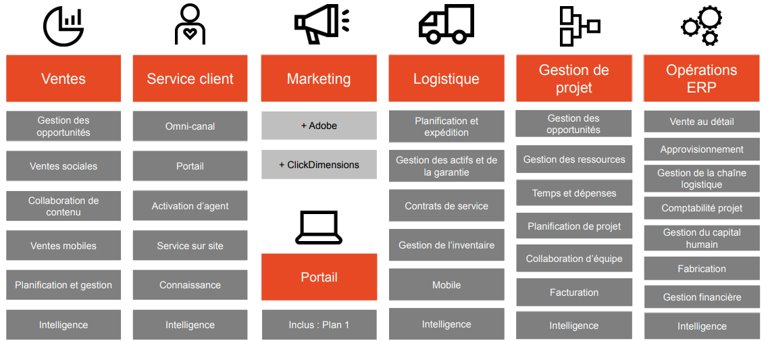 Ventes
Gestion des
opportunités
Ventes sociales
Collaboration de
contenu
Ventes mobiles
Planification et gestion
Intelligence
Service client
Omni-canal
Portail
Activation d'agent
Service sur site
Connaissance
Intelligence
Marketing
+ Adobe
+ ClickDimensions
Portail
Inclus : Plan 1
Logistique
Planification et
expédition
Gestion des actifs et de
la garantie
Contrats de service
Gestion de l'inventaire
Mobile
Intelligence
Gestion de
projet
Gestion des
opportunités
Gestion des ressources
Temps et dépenses
Planification de projet
Collaboration d'équipe
Facturation
Intelligence
Opérations
ERP
Vente au détail
Approvisionnement
Gestion de la chaîne
logistique
Comptabilité projet
Gestion du capital
humain
Fabrication
Gestion financière
Intelligence